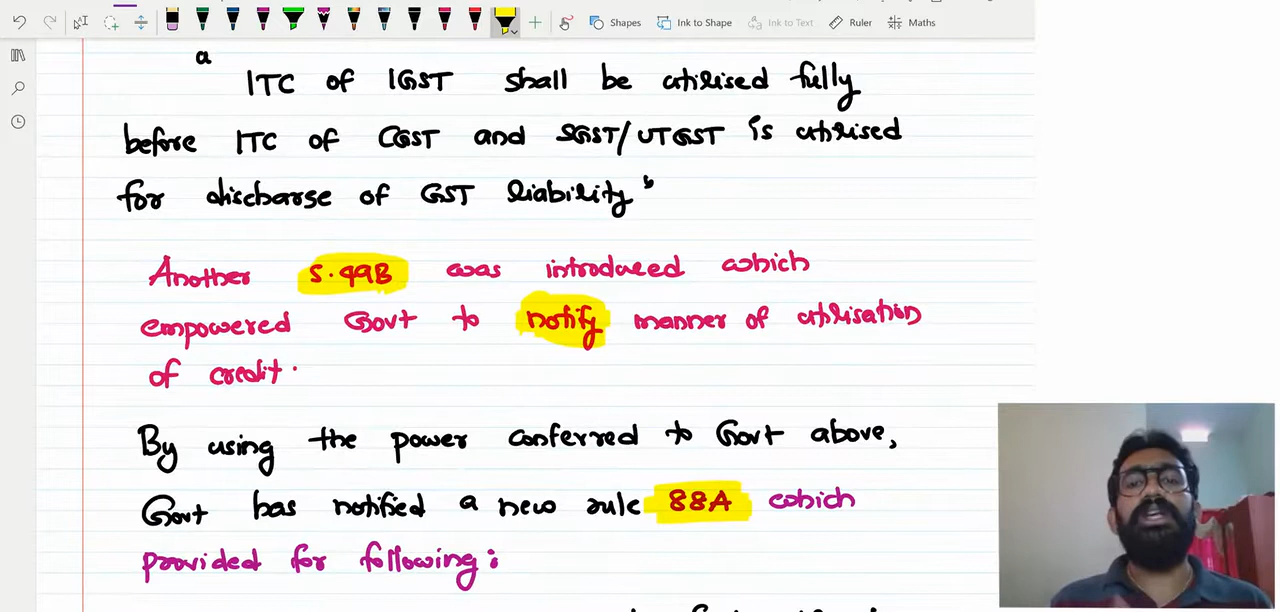 Shapes
Ink to Shape
Ink to Text
Ruler
Maths
ITC of IGST shall be utilised fully
before ITC of CGST and SGST/UTGST is utilised
for discharge of GST liability"
Another S.49B was introduced which
empowered Govt to notify manner of utilisation
of credit.
By using the power conferred to Govt above,
Govt has notified a new rule 88A which
provided for following: